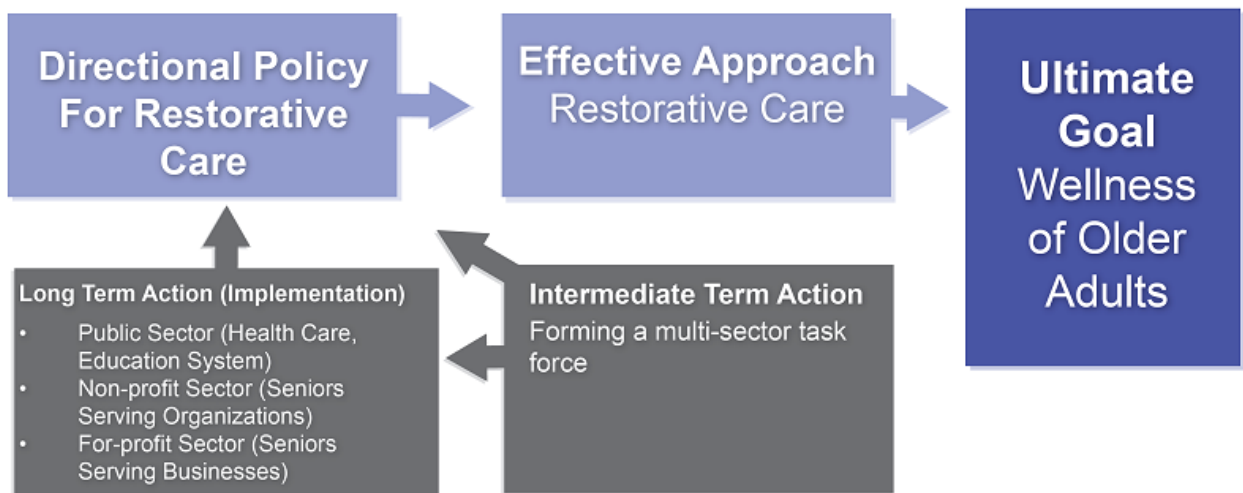 Directional Policy
For Restorative
Care
Effective Approach
Restorative Care
Ultimate
Goal
Wellness
of Older
Adults
Long Term Action (Implementation)
• Public Sector (Health Care,
Education System)
• Non-profit Sector (Seniors
Serving Organizations)
• For-profit Sector (Seniors
Serving Businesses)
Intermediate Term Action
Forming a multi-sector task
force